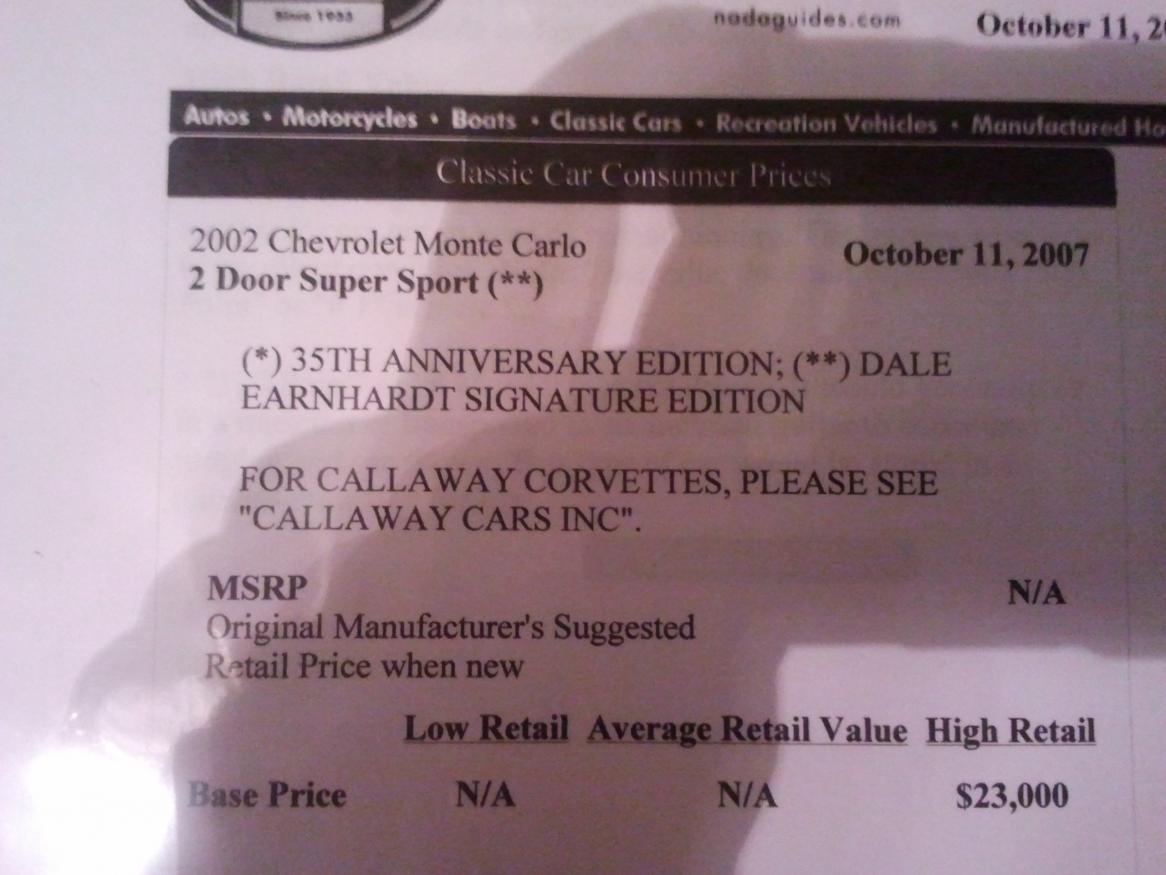 Since 1933
nadaguides.com
October 11, 2
Autos • Motorcycles • Boats • Classic Cars • Recreation Vehicles • Manufactured Ho
Classic Car Consumer Prices
2002 Chevrolet Monte Carlo
October 11, 2007
2 Door Super Sport (**)
(*) 35TH ANNIVERSARY EDITION; (**) DALE
EARNHARDT SIGNATURE EDITION
FOR CALLAWAY CORVETTES, PLEASE SEE
"CALLAWAY CARS INC".
MSRP
N/A
Original Manufacturer's Suggested
Retail Price when new
Low Retail Average Retail Value High Retail
Base Price N/A N/A $23,000